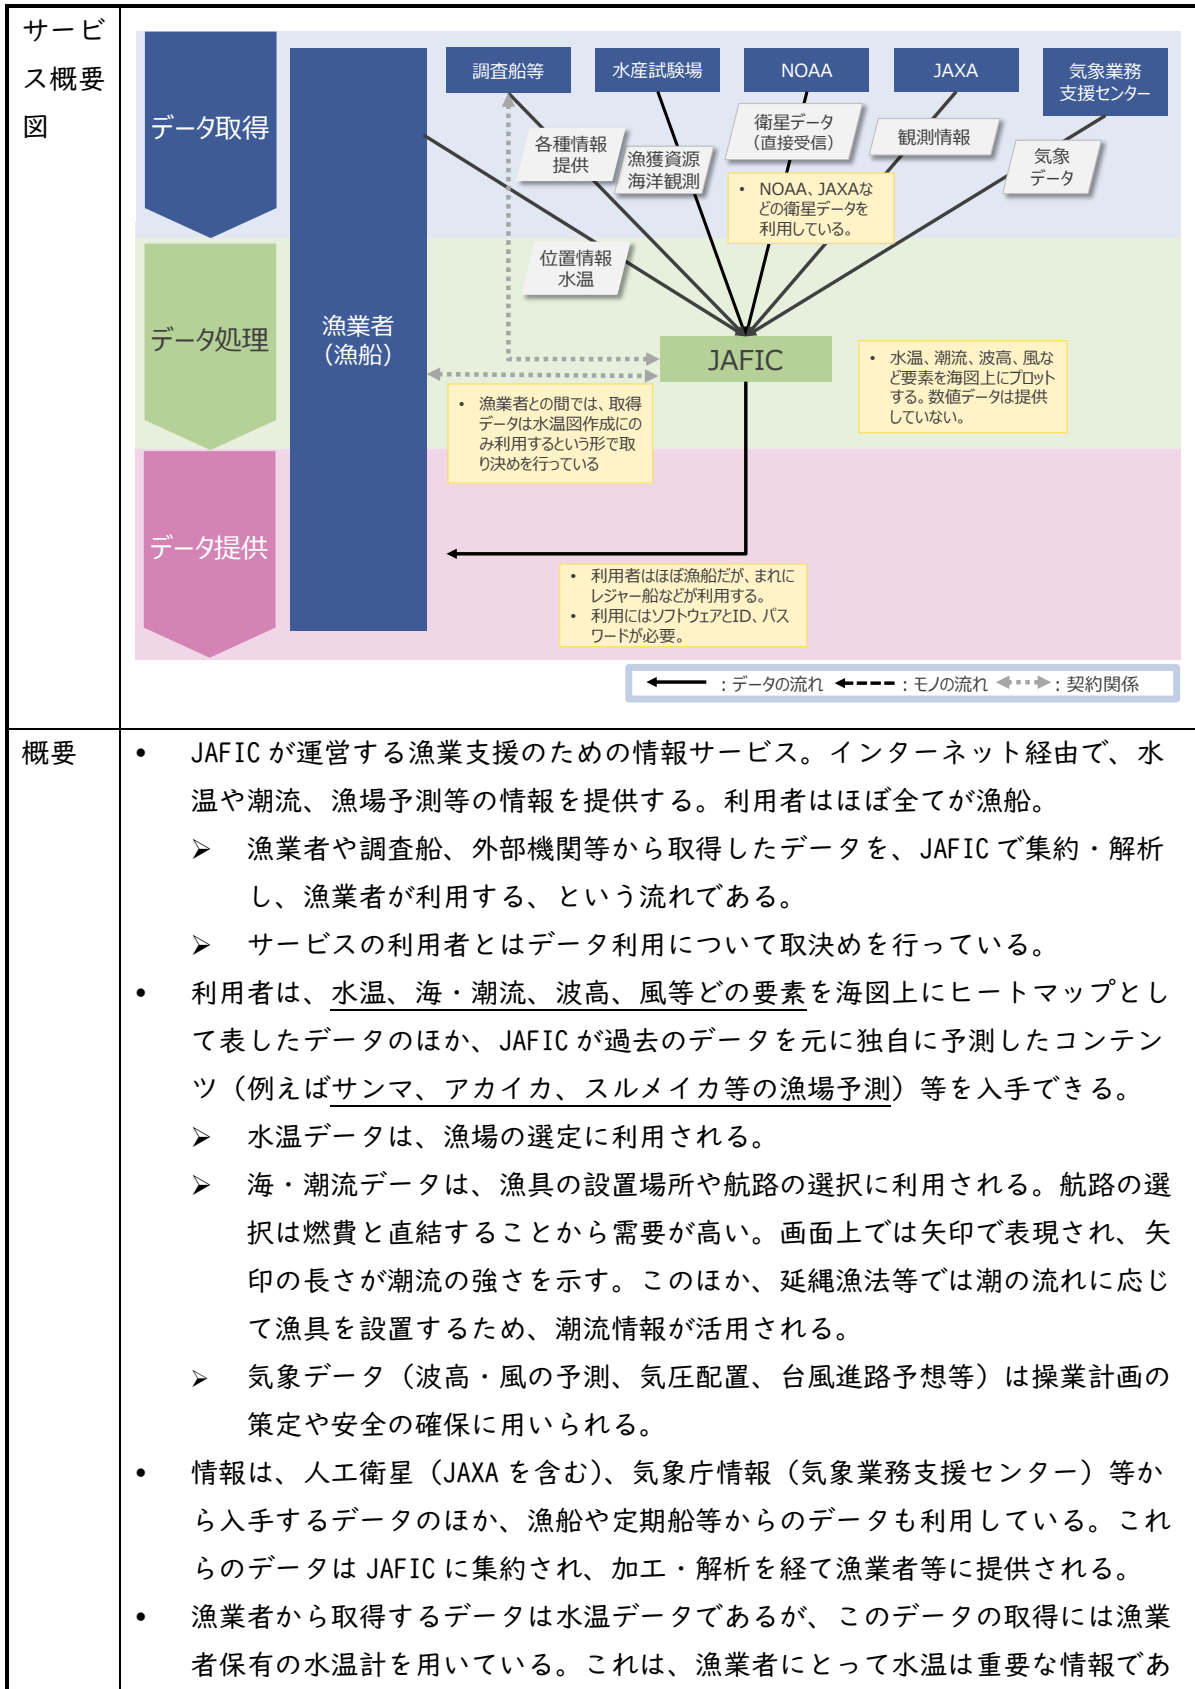 サービ
ス概要
図
データ取得
データ処理
データ提供
漁業者
（漁船）
調査船等
水産試験場
NOAA
JAXA
気象業務
支援センター
各種情報
提供
漁獲資源
海洋観測
衛星データ
（直接受信）
観測情報
気象
データ
• NOAA、JAXAな
どの衛星データを
利用している。
位置情報
水温
JAFIC
• 水温、潮流、波高、風な
ど要素を海図上にプロット
する。数値データは提供
していない。
• 漁業者との間では、取得
データは水温図作成にの
み利用するという形で取
り決めを行っている
• 利用者はほぼ漁船だが、まれに
レジャー船などが利用する。
• 利用にはソフトウェアとID、パス
ワードが必要。
：データの流れ ：モノの流れ ：契約関係
概要
• JAFICが運営する漁業支援のための情報サービス。インターネット経由で、水
温や潮流、漁場予測等の情報を提供する。利用者はほぼ全てが漁船。
➢ 漁業者や調査船、外部機関等から取得したデータを、JAFICで集約・解析
し、漁業者が利用する、という流れである。
➢ サービスの利用者とはデータ利用について取決めを行っている。
• 利用者は、水温、海・潮流、波高、風等どの要素を海図上にヒートマップとし
て表したデータのほか、JAFICが過去のデータを元に独自に予測したコンテン
ツ（例えばサンマ、アカイカ、スルメイカ等の漁場予測）等を入手できる。
➢ 水温データは、漁場の選定に利用される。
➢ 海・潮流データは、漁具の設置場所や航路の選択に利用される。航路の選
択は燃費と直結することから需要が高い。画面上では矢印で表現され、矢
印の長さが潮流の強さを示す。このほか、延縄漁法等では潮の流れに応じ
て漁具を設置するため、潮流情報が活用される。
➢ 気象データ（波高・風の予測、気圧配置、台風進路予想等）は操業計画の
策定や安全の確保に用いられる。
• 情報は、人工衛星（JAXAを含む）、気象庁情報（気象業務支援センター）等か
ら入手するデータのほか、漁船や定期船等からのデータも利用している。これ
らのデータはJAFICに集約され、加工・解析を経て漁業者等に提供される。
• 漁業者から取得するデータは水温データであるが、このデータの取得には漁業
者保有の水温計を用いている。これは、漁業者にとって水温は重要な情報であ